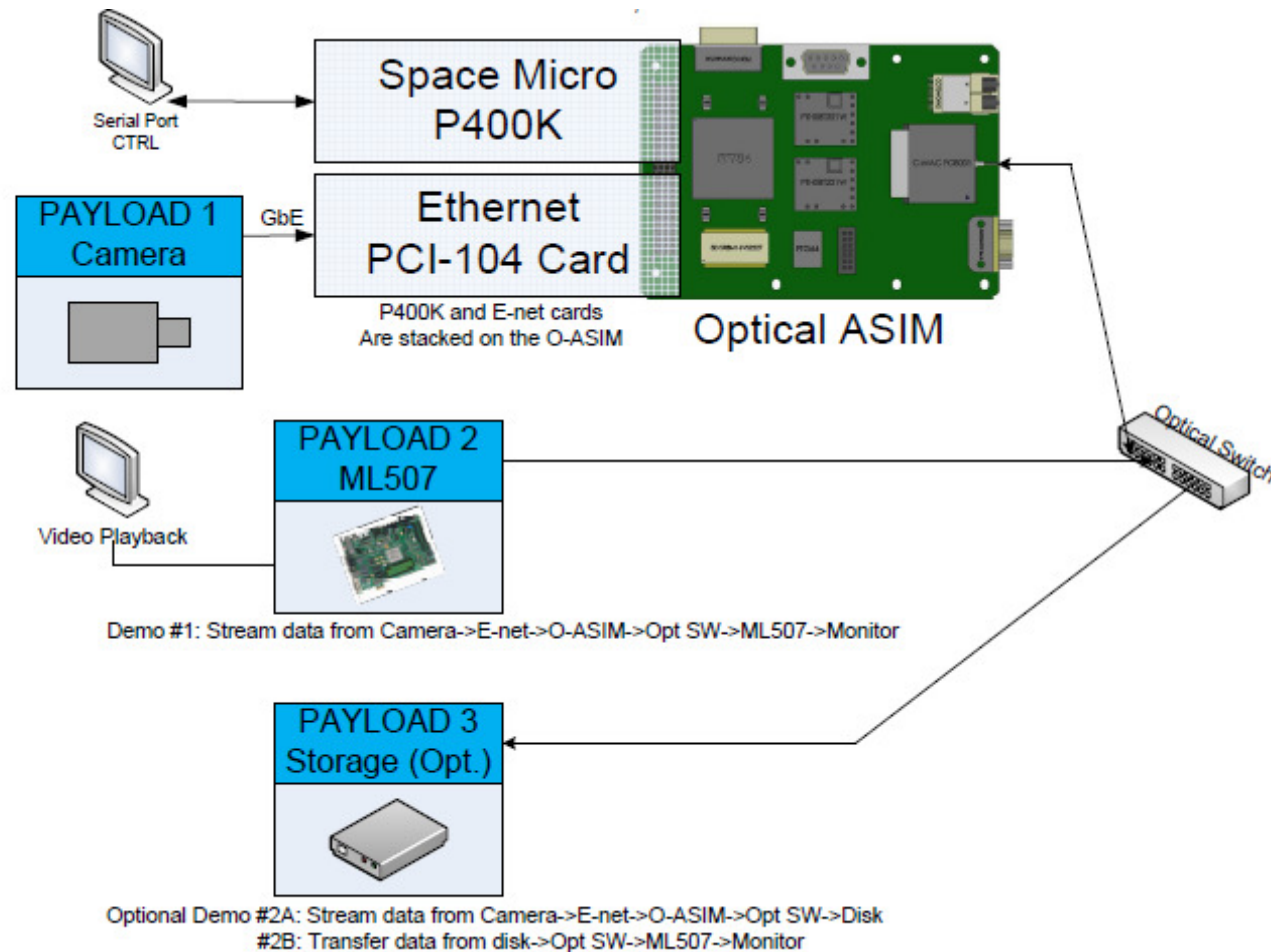 Space Micro
P400K
Serial Port
CTRL
PAYLOAD 1
Camera
GbE
Ethernet
PCI-104 Card
P400K and E-net cards
Are stacked on the O-ASIM
Optical ASIM
Optical Switch
PAYLOAD 2
ML507
Video Playback
Demo #1: Stream data from Camera->E-net->O-ASIM->Opt SW->ML507->Monitor
PAYLOAD 3
Storage (Opt.)
Optional Demo #2A: Stream data from Camera->E-net->O-ASIM->Opt SW->Disk
#2B: Transfer data from disk->Opt SW->ML507->Monitor